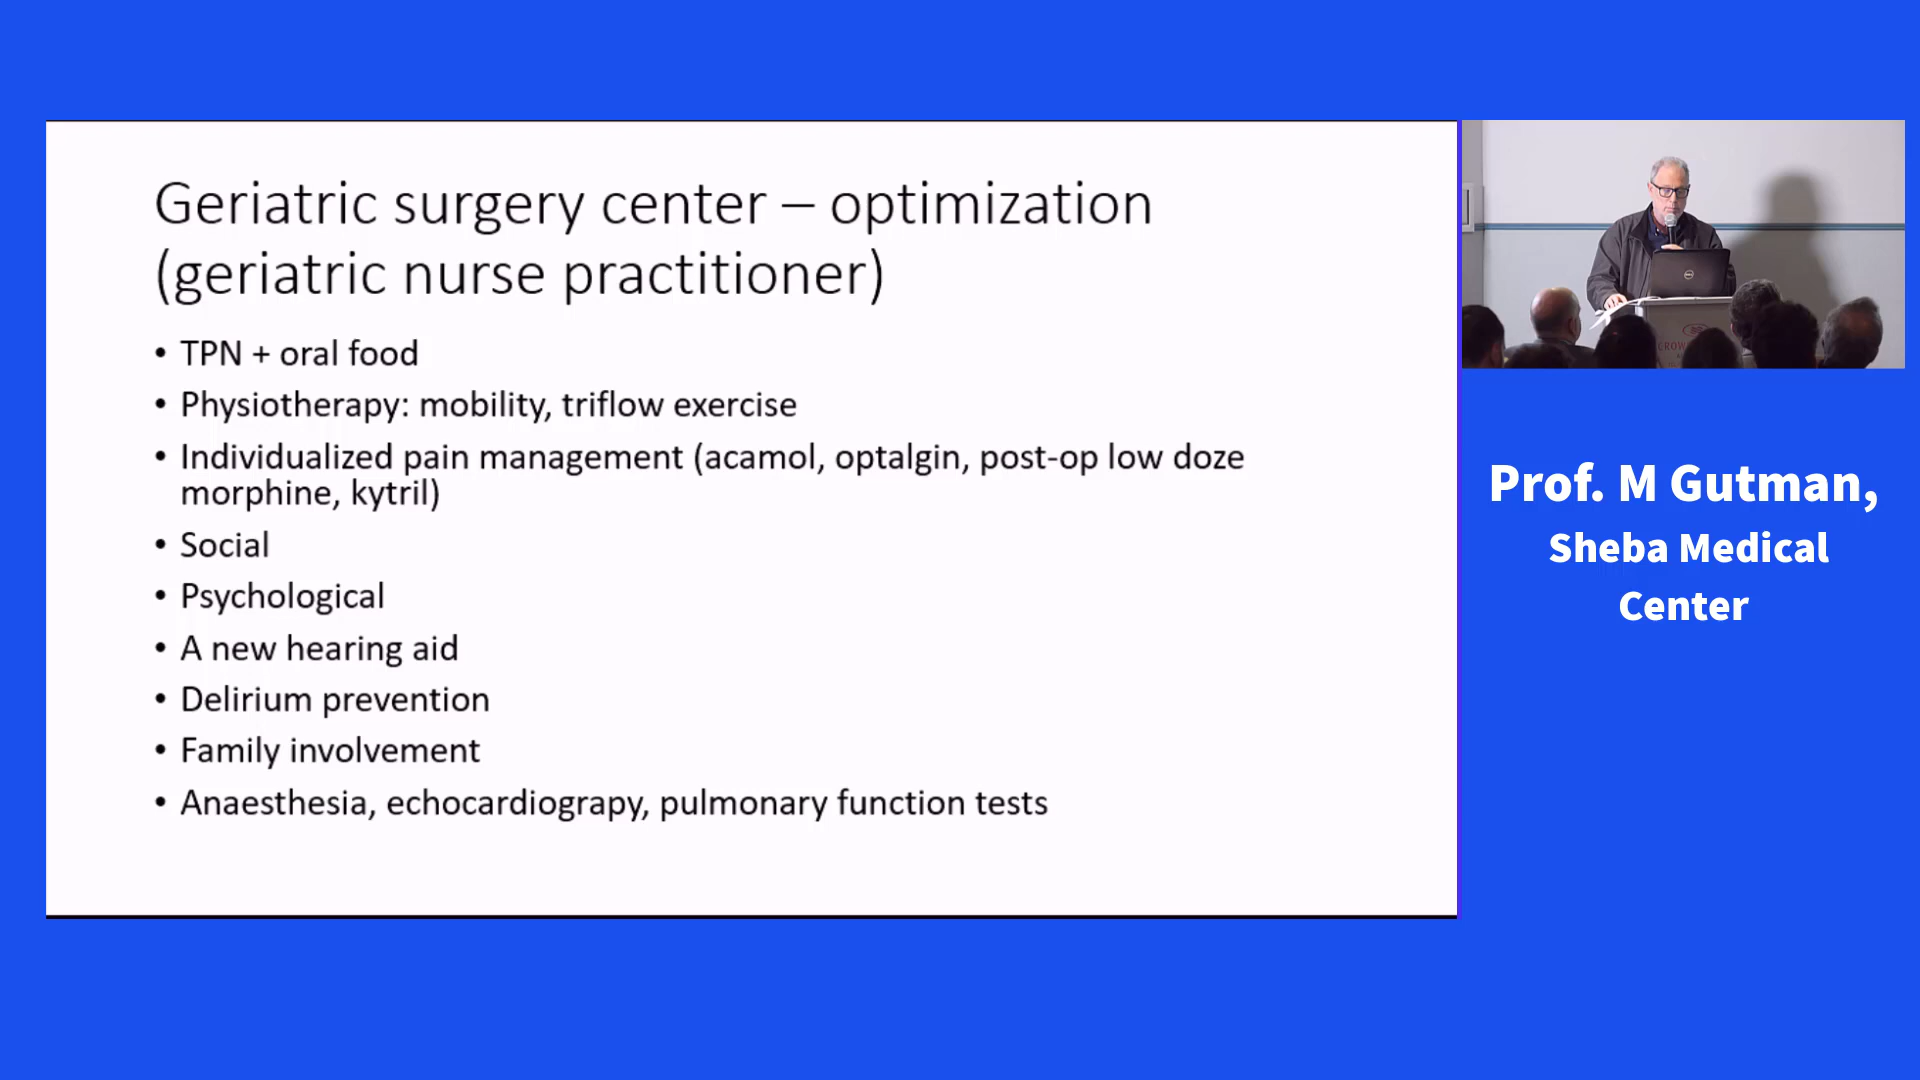 Geriatric surgery center – optimization
(geriatric nurse practitioner)
• TPN + oral food
• Physiotherapy: mobility, triflow exercise
• Individualized pain management (acamol, optalgin, post-op low doze
morphine, kytril)
• Social
• Psychological
• A new hearing aid
• Delirium prevention
• Family involvement
• Anaesthesia, echocardiograpy, pulmonary function tests
Prof. M Gutman,
Sheba Medical
Center